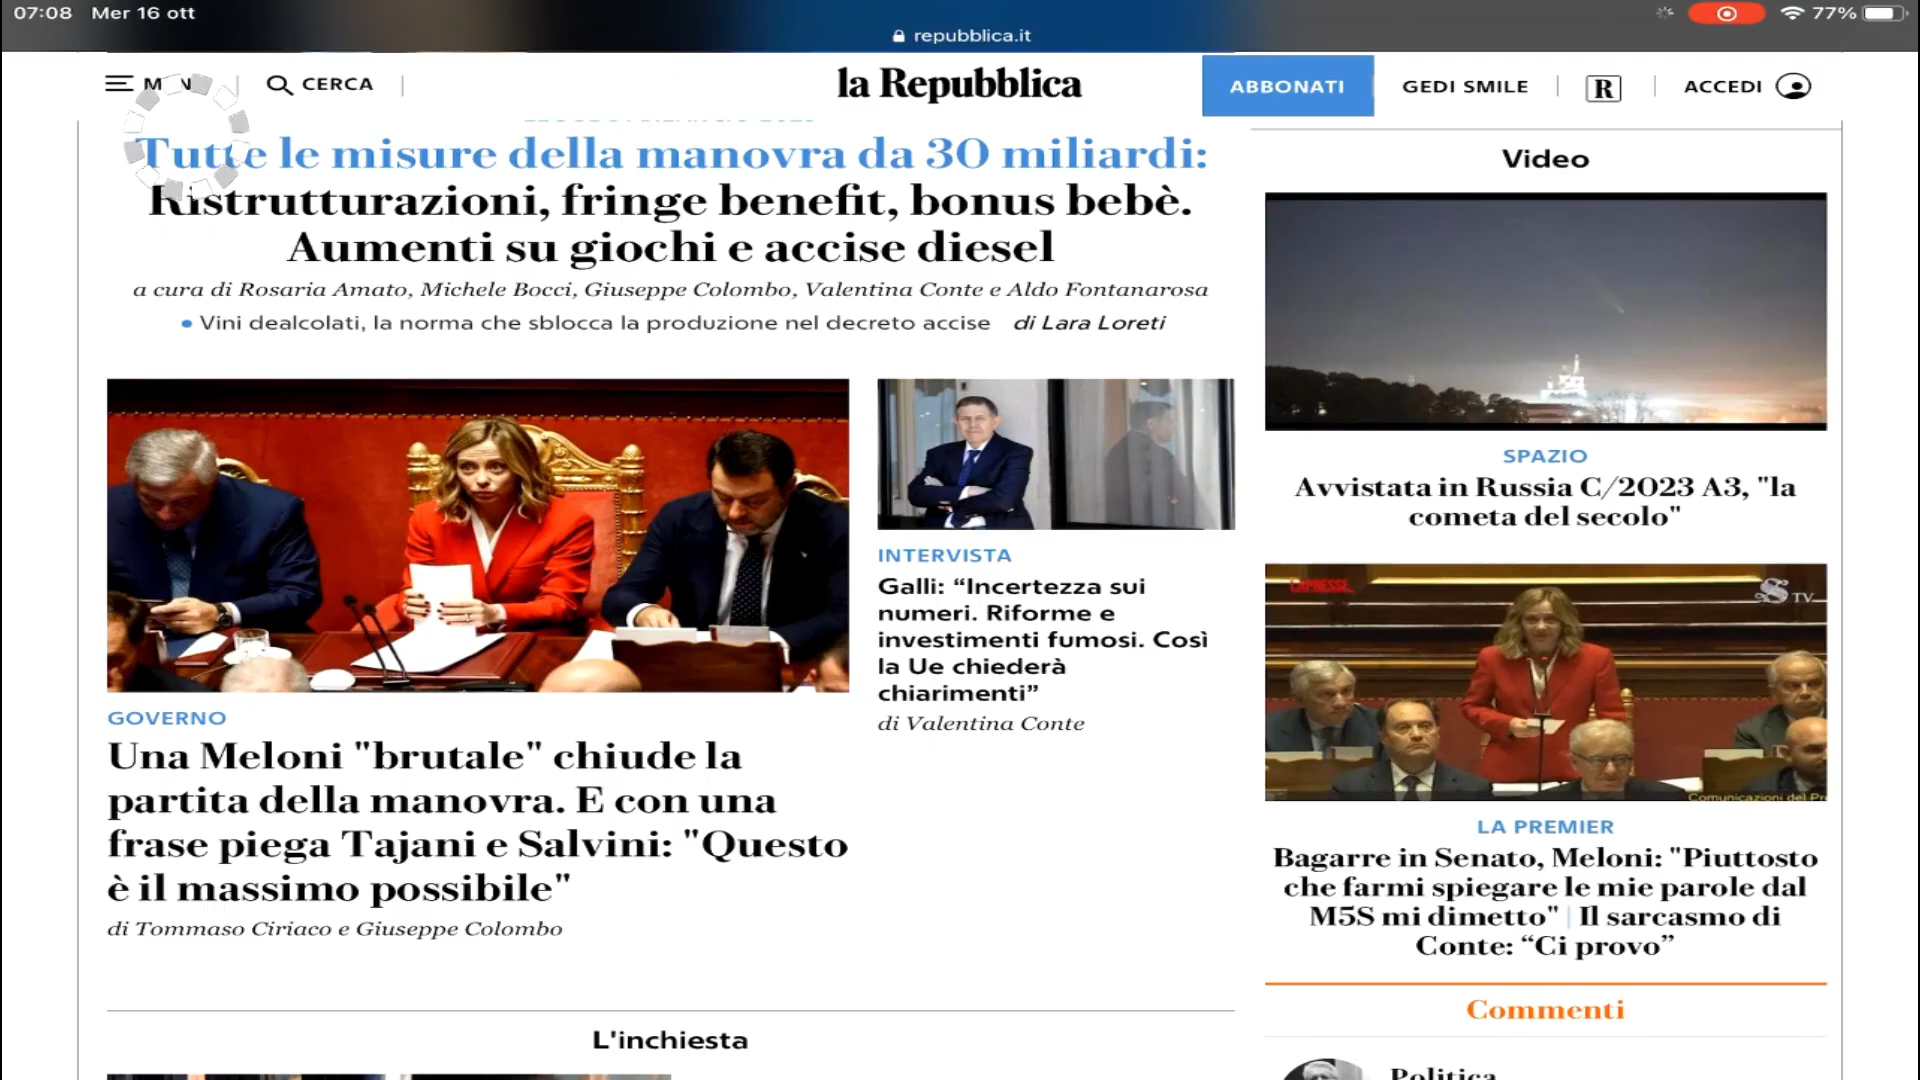 07:08 Mer 16 ott
77%
repubblica.it
CERCA
la Repubblica
ABBONATI
GEDI SMILE
R
ACCEDI
Tutte le misure della manovra da 30 miliardi:
Ristrutturazioni, fringe benefit, bonus bebè.
Aumenti su giochi e accise diesel
a cura di Rosaria Amato, Michele Bocci, Giuseppe Colombo, Valentina Conte e Aldo Fontanarosa
• Vini dealcolati, la norma che sblocca la produzione nel decreto accise di Lara Loreti
GOVERNO
Una Meloni "brutale" chiude la
partita della manovra. E con una
frase piega Tajani e Salvini: "Questo
è il massimo possibile"
di Tommaso Ciriaco e Giuseppe Colombo
INTERVISTA
Galli: “Incertezza sui
numeri. Riforme e
investimenti fumosi. Così
la Ue chiederà
chiarimenti”
di Valentina Conte
L'inchiesta
Video
SPAZIO
Avvistata in Russia C/2023 A3, "la
cometa del secolo"
TV
Comunicazioni del Pr
LA PREMIER
Bagarre in Senato, Meloni: "Piuttosto
che farmi spiegare le mie parole dal
M5S mi dimetto" | Il sarcasmo di
Conte: “Ci provo”
Commenti
Politica